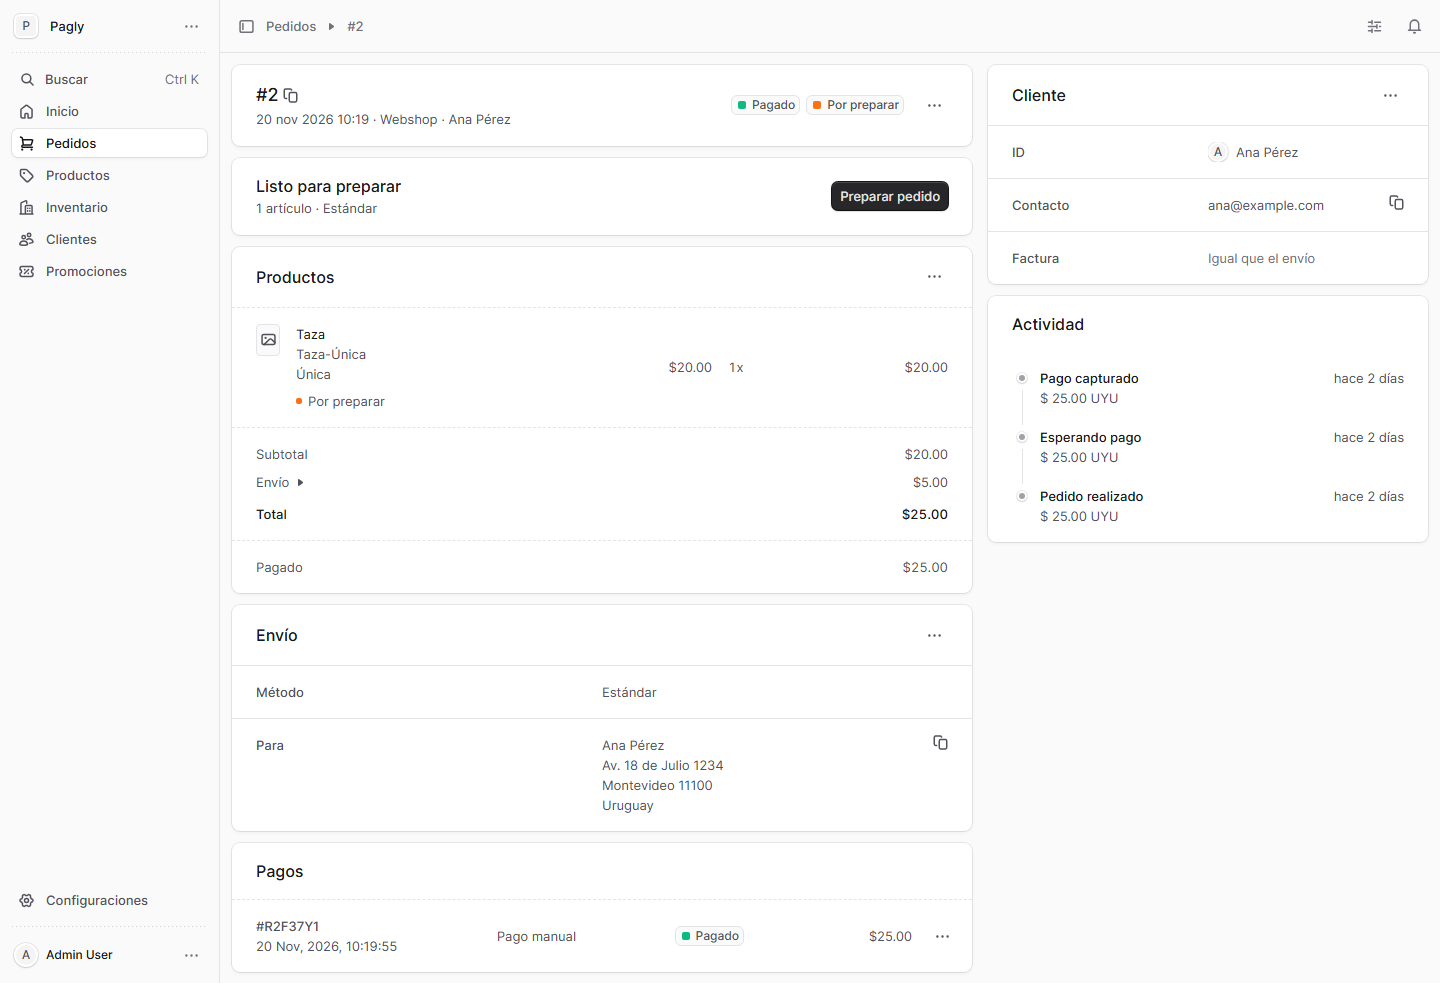 P Pagly
Buscar Ctrl K
Inicio
Pedidos
Productos
Inventario
Clientes
Promociones
Configuraciones
A Admin User
Pedidos #2
#2
20 nov 2026 10:19 · Webshop · Ana Pérez
Pagado Por preparar
Listo para preparar
1 artículo · Estándar
Preparar pedido
Productos
Taza
Taza-Única
Única
$20.00 1x $20.00
Por preparar
Subtotal $20.00
Envío $5.00
Total $25.00
Pagado $25.00
Envío
Método Estándar
Para Ana Pérez
Av. 18 de Julio 1234
Montevideo 11100
Uruguay
Pagos
#R2F37Y1
20 Nov, 2026, 10:19:55
Pago manual Pagado $25.00
Cliente
ID A Ana Pérez
Contacto ana@example.com
Factura Igual que el envío
Actividad
Pago capturado hace 2 días
$ 25.00 UYU
Esperando pago hace 2 días
$ 25.00 UYU
Pedido realizado hace 2 días
$ 25.00 UYU